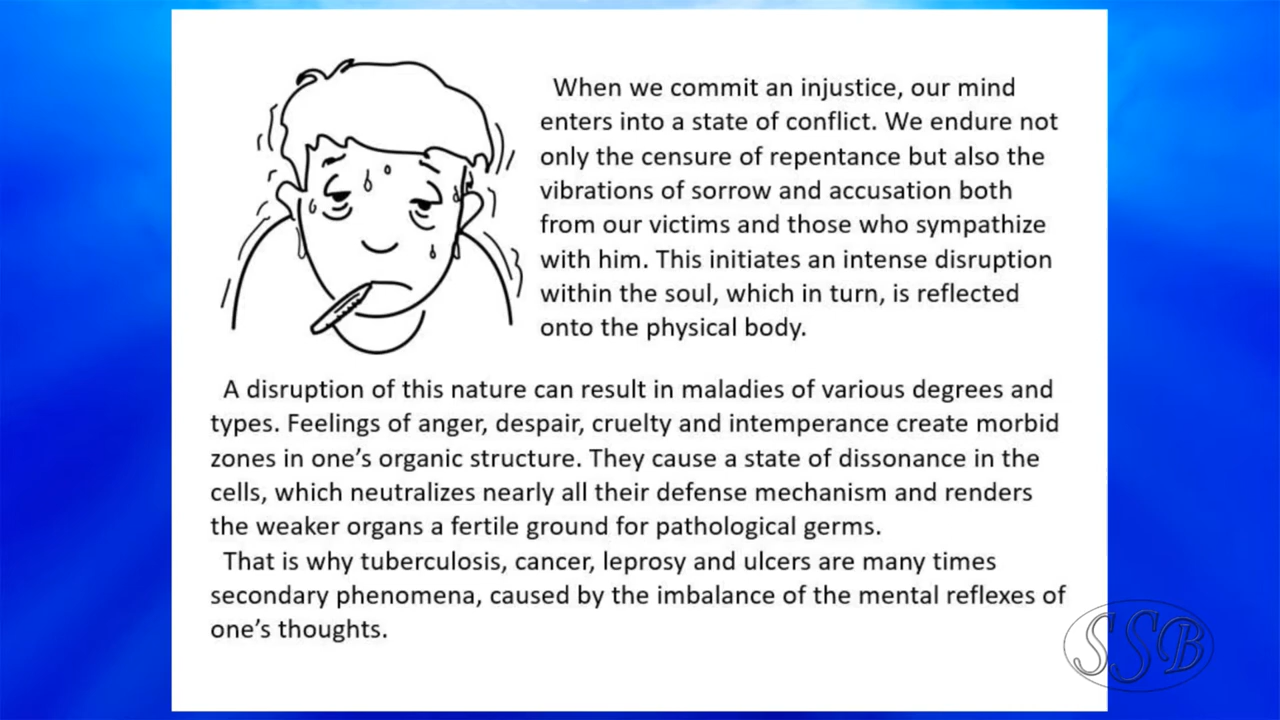 When we commit an injustice, our mind
enters into a state of conflict. We endure not
only the censure of repentance but also the
vibrations of sorrow and accusation both
from our victims and those who sympathize
with him. This initiates an intense disruption
within the soul, which in turn, is reflected
onto the physical body.
A disruption of this nature can result in maladies of various degrees and
types. Feelings of anger, despair, cruelty and intemperance create morbid
zones in one’s organic structure. They cause a state of dissonance in the
cells, which neutralizes nearly all their defense mechanism and renders
the weaker organs a fertile ground for pathological germs.
That is why tuberculosis, cancer, leprosy and ulcers are many times
secondary phenomena, caused by the imbalance of the mental reflexes of
one’s thoughts.
SSB